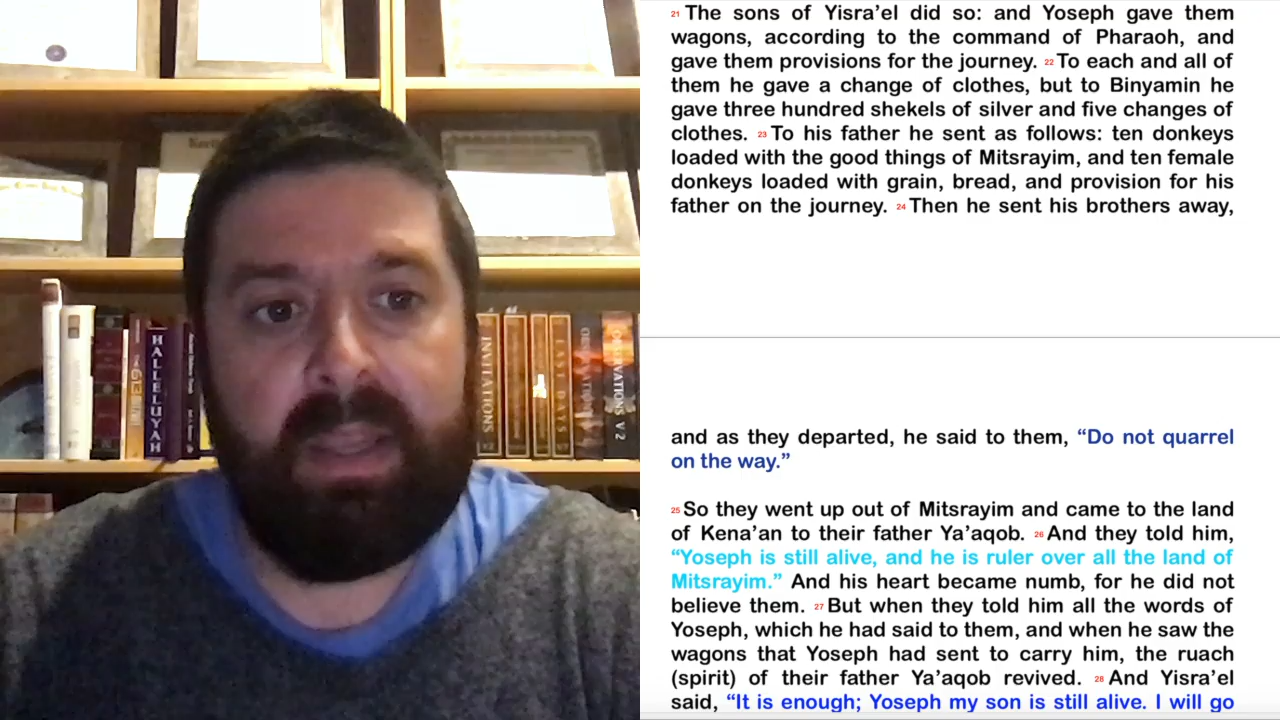 HALLELUYAH
INVITATIONS
LAST DAYS
21 The sons of Yisra’el did so: and Yoseph gave them
wagons, according to the command of Pharaoh, and
gave them provisions for the journey. 22 To each and all of
them he gave a change of clothes, but to Binyamin he
gave three hundred shekels of silver and five changes of
clothes. 23 To his father he sent as follows: ten donkeys
loaded with the good things of Mitsrayim, and ten female
donkeys loaded with grain, bread, and provision for his
father on the journey. 24 Then he sent his brothers away,
and as they departed, he said to them, “Do not quarrel
on the way.”
25 So they went up out of Mitsrayim and came to the land
of Kena’an to their father Ya’aqob. 26 And they told him,
“Yoseph is still alive, and he is ruler over all the land of
Mitsrayim.” And his heart became numb, for he did not
believe them. 27 But when they told him all the words of
Yoseph, which he had said to them, and when he saw the
wagons that Yoseph had sent to carry him, the ruach
(spirit) of their father Ya’aqob revived. 28 And Yisra’el
said, “It is enough; Yoseph my son is still alive. I will go